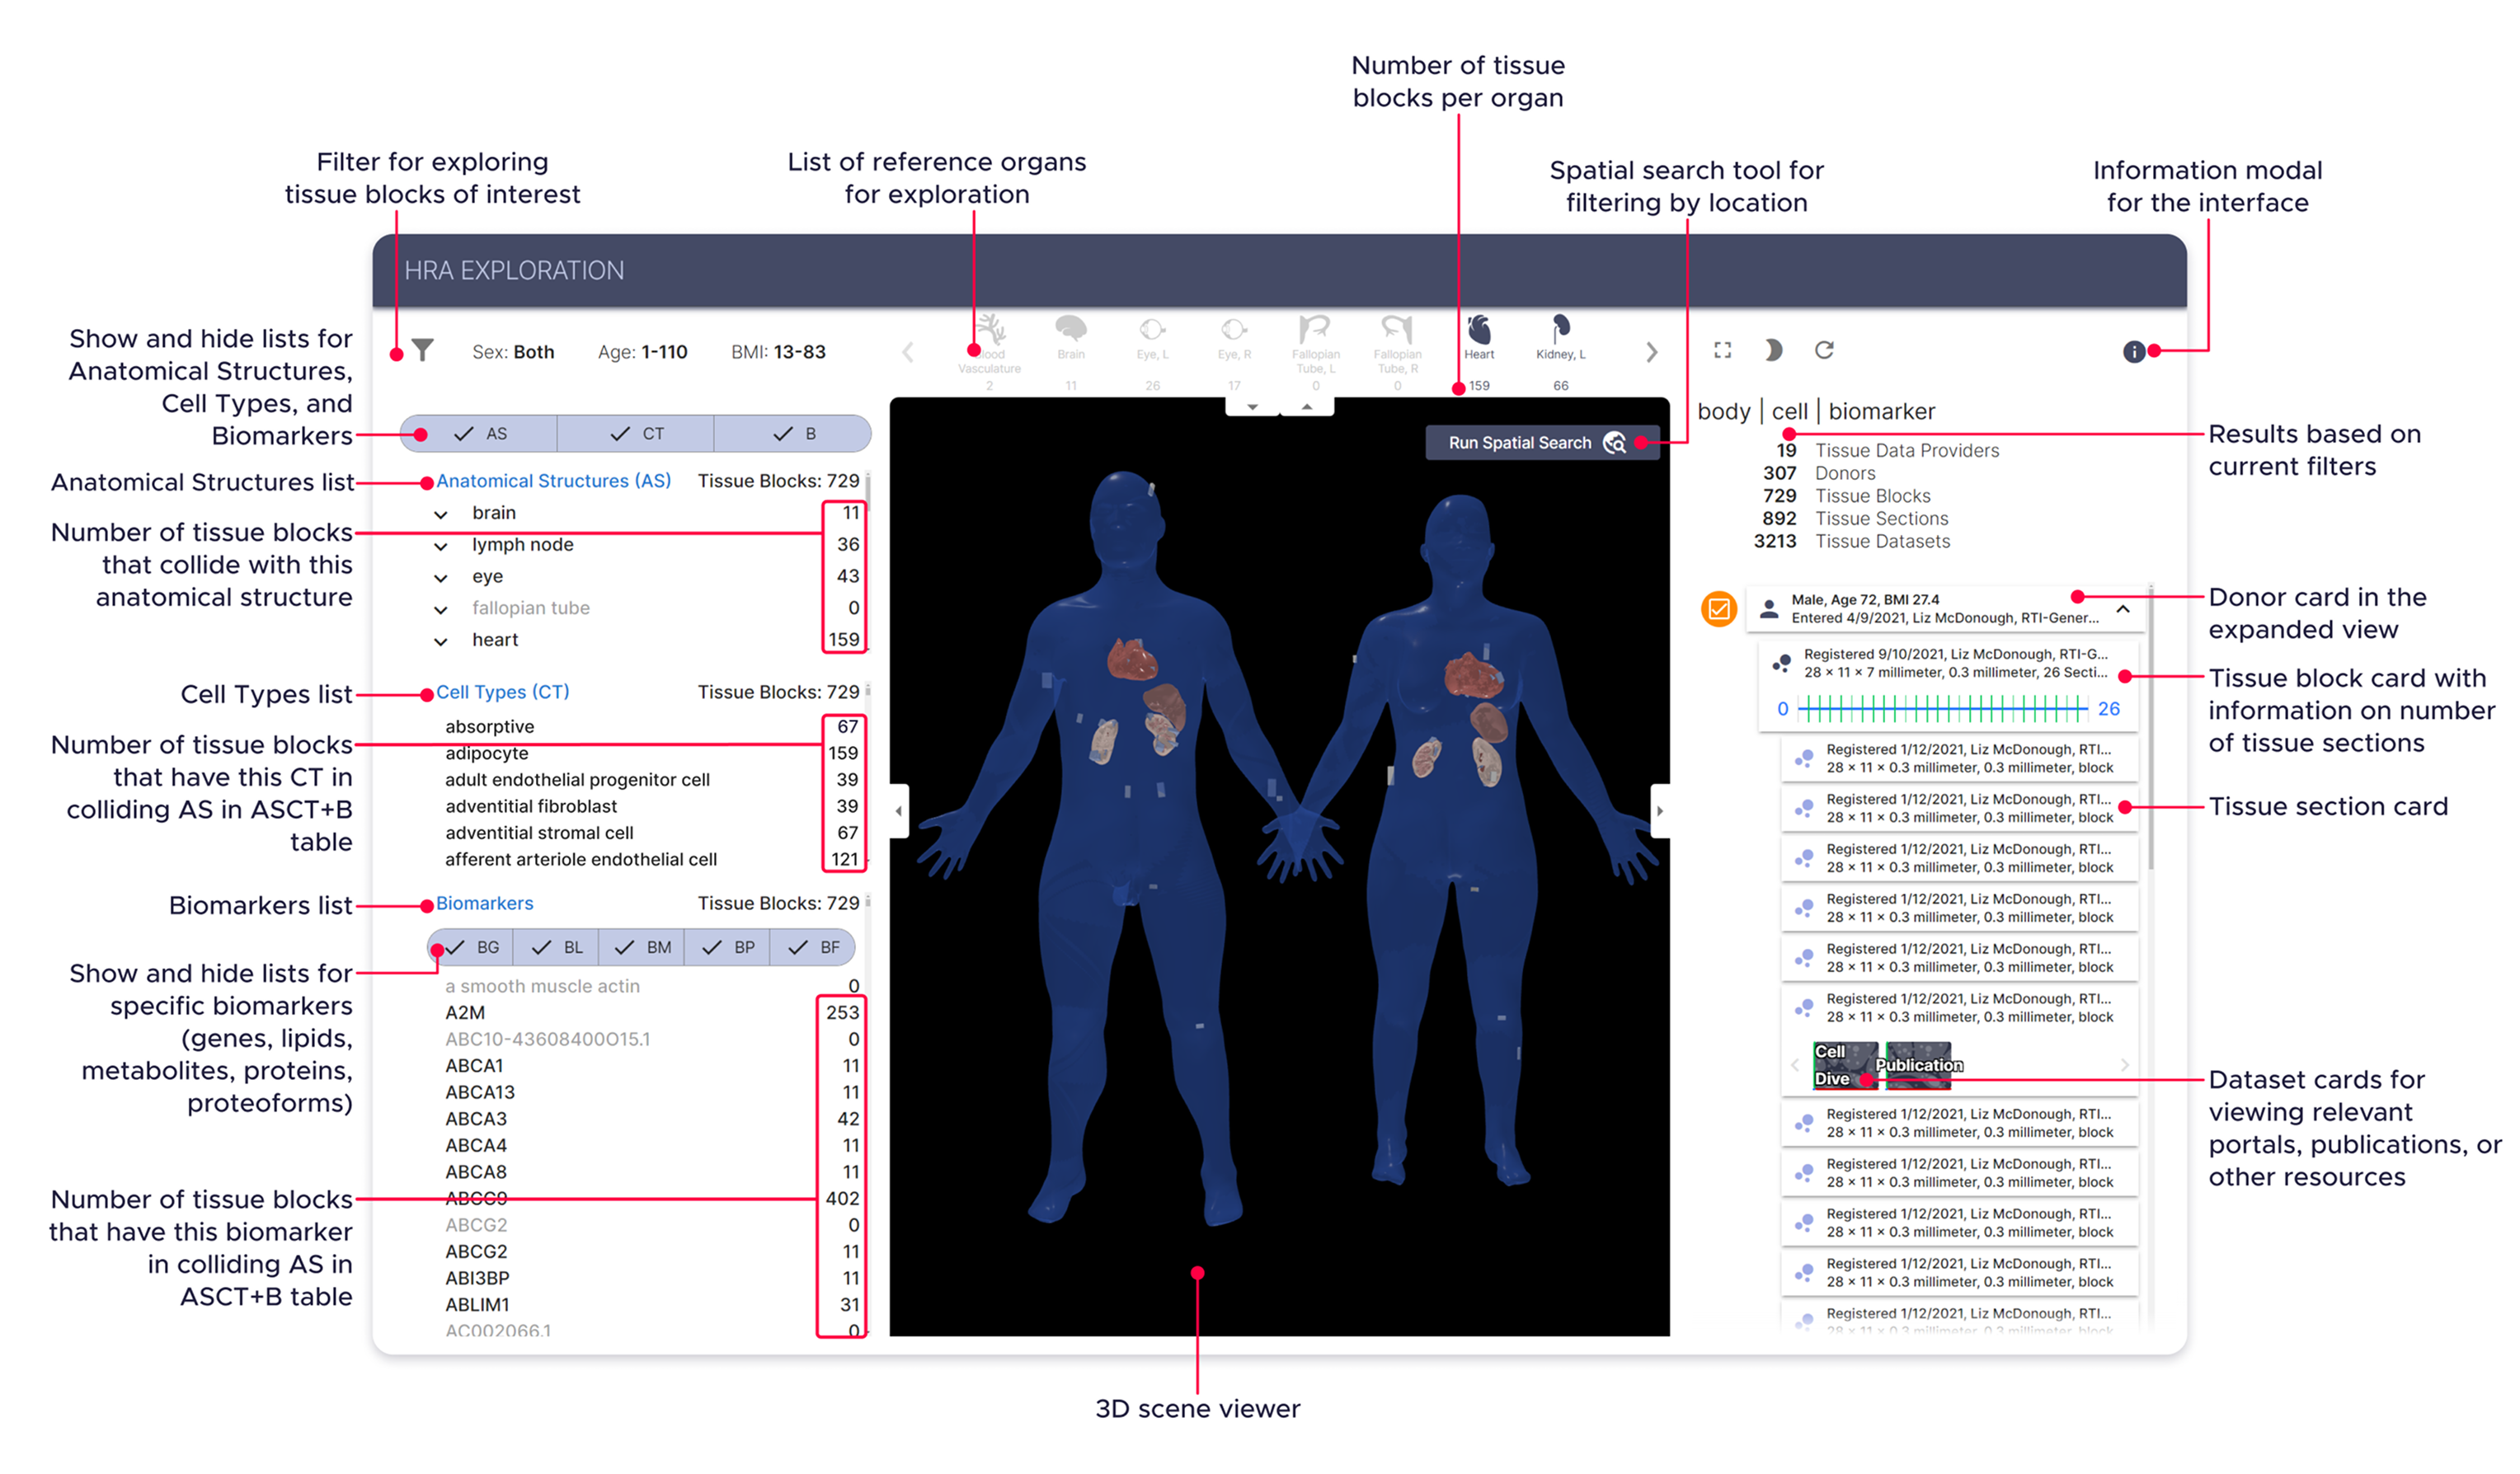 Number of tissue
blocks per organ
Filter for exploring
tissue blocks of interest
List of reference organs
for exploration
Spatial search tool for
filtering by location
Information modal
for the interface
HRA EXPLORATION
Show and hide lists for
Anatomical Structures,
Cell Types, and
Biomarkers
Anatomical Structures list
Number of tissue blocks
that collide with this
anatomical structure
Cell Types list
Number of tissue blocks
that have this CT in
colliding AS in ASCT+B
table
Biomarkers list
Show and hide lists for
specific biomarkers
(genes, lipids,
metabolites, proteins,
proteoforms)
Number of tissue blocks
that have this biomarker
in colliding AS in
ASCT+B table
Sex: Both Age: 1-110 BMI: 13-83
AS CT B
Anatomical Structures (AS) Tissue Blocks: 729
brain 11
lymph node 36
eye 43
fallopian tube 0
heart 159
Cell Types (CT) Tissue Blocks: 729
absorptive 67
adipocyte 159
adult endothelial progenitor cell 39
adventitial fibroblast 39
adventitial stromal cell 67
afferent arteriole endothelial cell 121
Biomarkers Tissue Blocks: 729
BG BL BM BP BF
a smooth muscle actin 0
A2M 253
ABC10-43608400O15.1 0
ABCA1 11
ABCA13 11
ABCA3 42
ABCA4 11
ABCA8 11
ABCC9 402
ABCG2 0
ABCG2 11
ABI3BP 11
ABLIM1 31
AC002066.1 0
Blood
Vasculature
2
Brain
11
Eye, L
26
Eye, R
17
Fallopian
Tube, L
0
Fallopian
Tube, R
0
Heart
159
Kidney, L
66
Run Spatial Search
3D scene viewer
body | cell | biomarker
19 Tissue Data Providers
307 Donors
729 Tissue Blocks
892 Tissue Sections
3213 Tissue Datasets
Male, Age 72, BMI 27.4
Entered 4/9/2021, Liz McDonough, RTI-Gener...
Registered 9/10/2021, Liz McDonough, RTI-G...
28 × 11 × 7 millimeter, 0.3 millimeter, 26 Secti...
0 26
Registered 1/12/2021, Liz McDonough, RTI...
28 × 11 × 0.3 millimeter, 0.3 millimeter, block
Registered 1/12/2021, Liz McDonough, RTI...
28 × 11 × 0.3 millimeter, 0.3 millimeter, block
Registered 1/12/2021, Liz McDonough, RTI...
28 × 11 × 0.3 millimeter, 0.3 millimeter, block
Registered 1/12/2021, Liz McDonough, RTI...
28 × 11 × 0.3 millimeter, 0.3 millimeter, block
Registered 1/12/2021, Liz McDonough, RTI...
28 × 11 × 0.3 millimeter, 0.3 millimeter, block
Registered 1/12/2021, Liz McDonough, RTI...
28 × 11 × 0.3 millimeter, 0.3 millimeter, block
Cell
Dive
Publication
Registered 1/12/2021, Liz McDonough, RTI...
28 × 11 × 0.3 millimeter, 0.3 millimeter, block
Registered 1/12/2021, Liz McDonough, RTI...
28 × 11 × 0.3 millimeter, 0.3 millimeter, block
Registered 1/12/2021, Liz McDonough, RTI...
28 × 11 × 0.3 millimeter, 0.3 millimeter, block
Registered 1/12/2021, Liz McDonough, RTI...
28 × 11 × 0.3 millimeter, 0.3 millimeter, block
Registered 1/12/2021, Liz McDonough, RTI...
28 × 11 × 0.3 millimeter, 0.3 millimeter, block
Results based on
current filters
Donor card in the
expanded view
Tissue block card with
information on number
of tissue sections
Tissue section card
Dataset cards for
viewing relevant
portals, publications, or
other resources